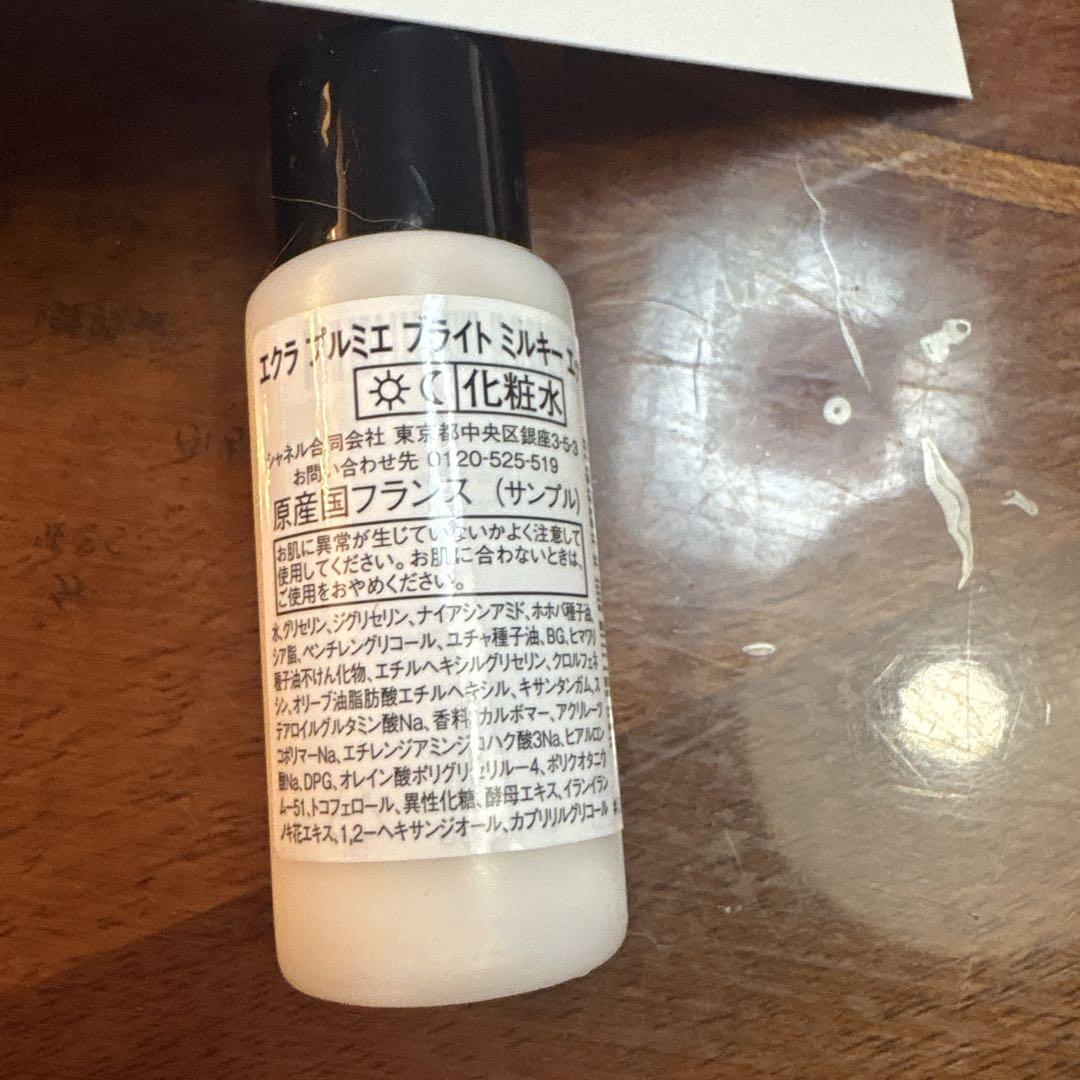 エクラ プルミエ ブライト ミルキー エ
化粧水
シャネル合同会社 東京都中央区銀座3-5-3
お問い合わせ先 0120-525-519
原産国フランス (サンプル)
お肌に異常が生じていないかよく注意して
使用してください。お肌に合わないときは、
ご使用をおやめください。
水、グリセリン、ジグリセリン、ナイアシンアミド、ホホバ種子油、
シア脂、ペンチレングリコール、ユチャ種子油、BG、ヒマワリ
種子油不けん化物、エチルヘキシルグリセリン、クロルフェネ
シン、オリーブ油脂肪酸エチルヘキシル、キサンタンガム、ス
テアロイルグルタミン酸Na、香料、カルボマー、アクリレーツ
コポリマーNa、エチレンジアミンジコハク酸3Na、ヒアルロン
酸Na、DPG、オレイン酸ポリグリセリル-4、ポリクオタニウ
ム-51、トコフェロール、異性化糖、酵母エキス、イランイラン
ノキ花エキス、1,2-ヘキサンジオール、カプリリルグリコール